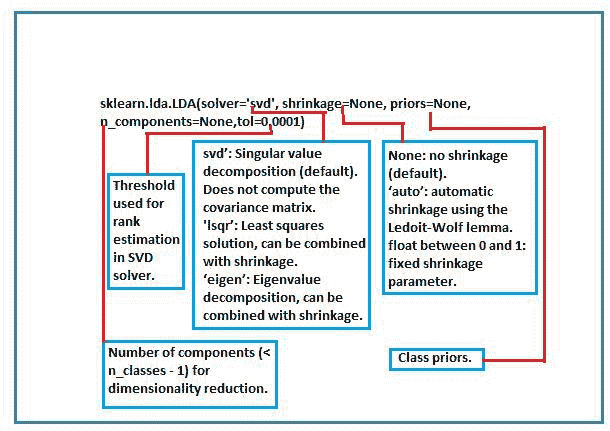 sklearn.lda.LDA(solver='svd', shrinkage=None, priors=None,
n_components=None,tol=0,0001)
svd’: Singular value
decomposition (default).
Does not compute the
covariance matrix.
'lsqr’: Least squares
solution, can be combined
with shrinkage.
‘eigen’: Eigenvalue
decomposition, can be
combined with shrinkage.
None: no shrinkage
(default).
‘auto’: automatic
shrinkage using the
Ledoit-Wolf lemma.
float between 0 and 1:
fixed shrinkage
parameter.
Threshold
used for
rank
estimation
in SVD
solver.
Number of components (<
n_classes - 1) for
dimensionality reduction.
Class priors.